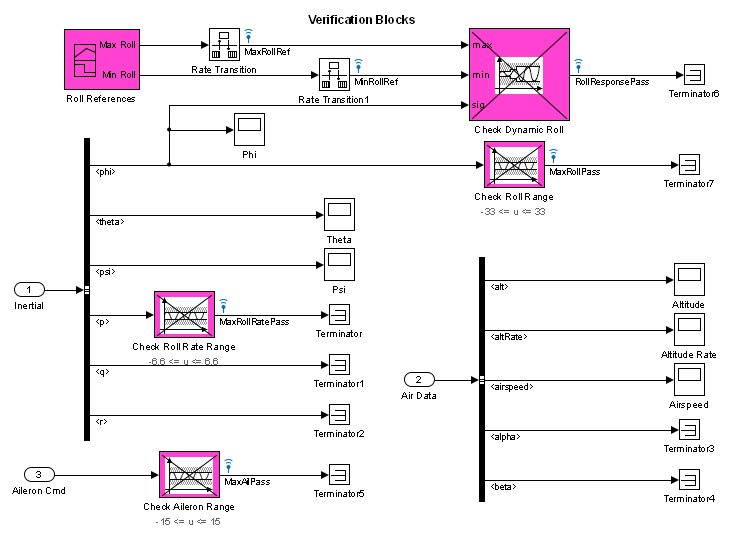 Verification Blocks
Max Roll
Min Roll
Roll References
Rate Transition
MaxRollRef
Rate Transition1
MinRollRef
max
min
sig
Check Dynamic Roll
RollResponsePass
Terminator6
Phi
<phi>
Check Roll Range
-33 <= u <= 33
MaxRollPass
Terminator7
<theta>
Theta
<psi>
Psi
1
Inertial
<p>
Check Roll Rate Range
-6.6 <= u <= 6.6
MaxRollRatePass
Terminator
<q>
Terminator1
<r>
Terminator2
3
Aileron Cmd
Check Aileron Range
-15 <= u <= 15
MaxAilPass
Terminator5
2
Air Data
<alt>
Altitude
<altRate>
Altitude Rate
<airspeed>
Airspeed
<alpha>
Terminator3
<beta>
Terminator4